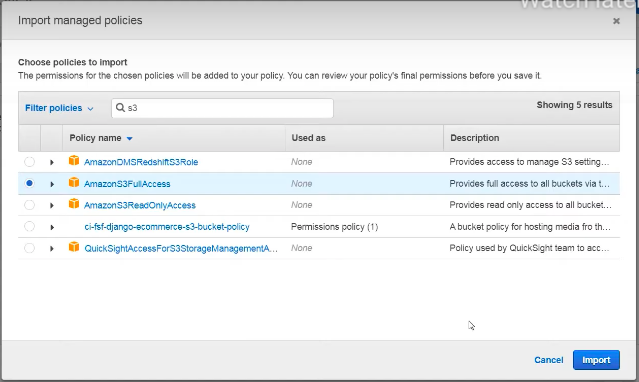 Watch later
Import managed policies
Choose policies to import
The permissions for the chosen policies will be added to your policy. You can review your policy's final permissions before you save it.
Filter policies s3 Showing 5 results
Policy name Used as Description
AmazonDMSRedshiftS3Role None Provides access to manage S3 setting...
AmazonS3FullAccess None Provides full access to all buckets via t...
AmazonS3ReadOnlyAccess None Provides read only access to all bucket...
ci-fsf-django-ecommerce-s3-bucket-policy Permissions policy (1) A bucket policy for hosting media fro th...
QuickSightAccessForS3StorageManagementA... None Policy used by QuickSight team to acc...
Cancel Import